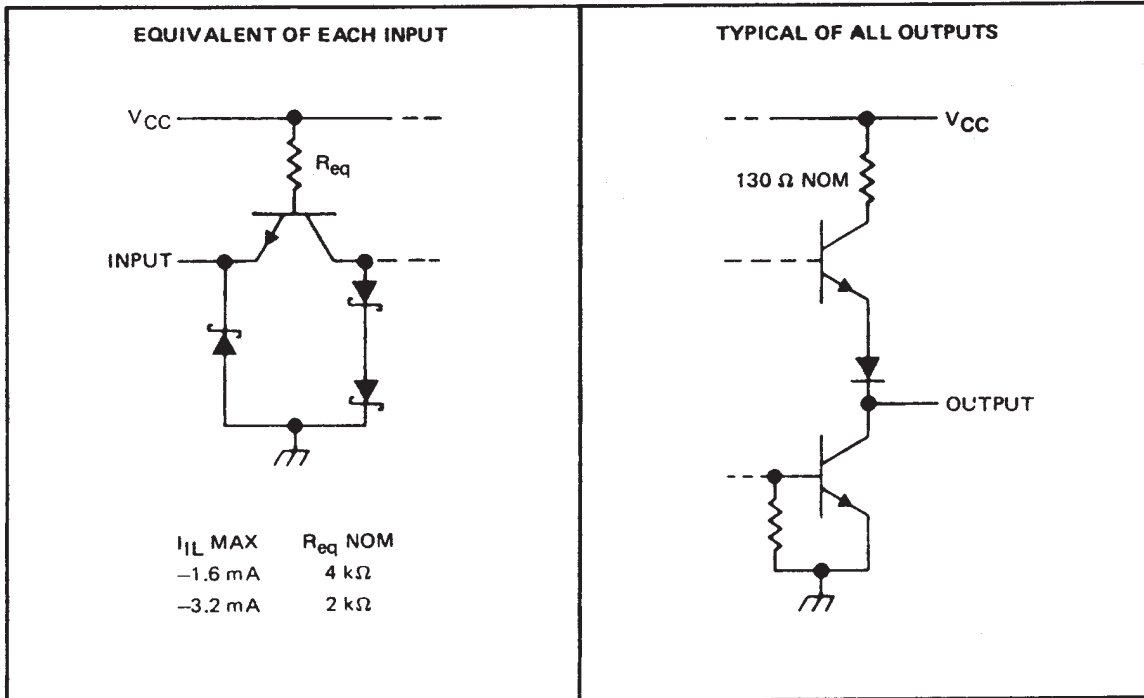 EQUIVALENT OF EACH INPUT
VCC
Req
INPUT
IIL MAX Req NOM
−1.6 mA 4 kΩ
−3.2 mA 2 kΩ
TYPICAL OF ALL OUTPUTS
VCC
130 Ω NOM
OUTPUT